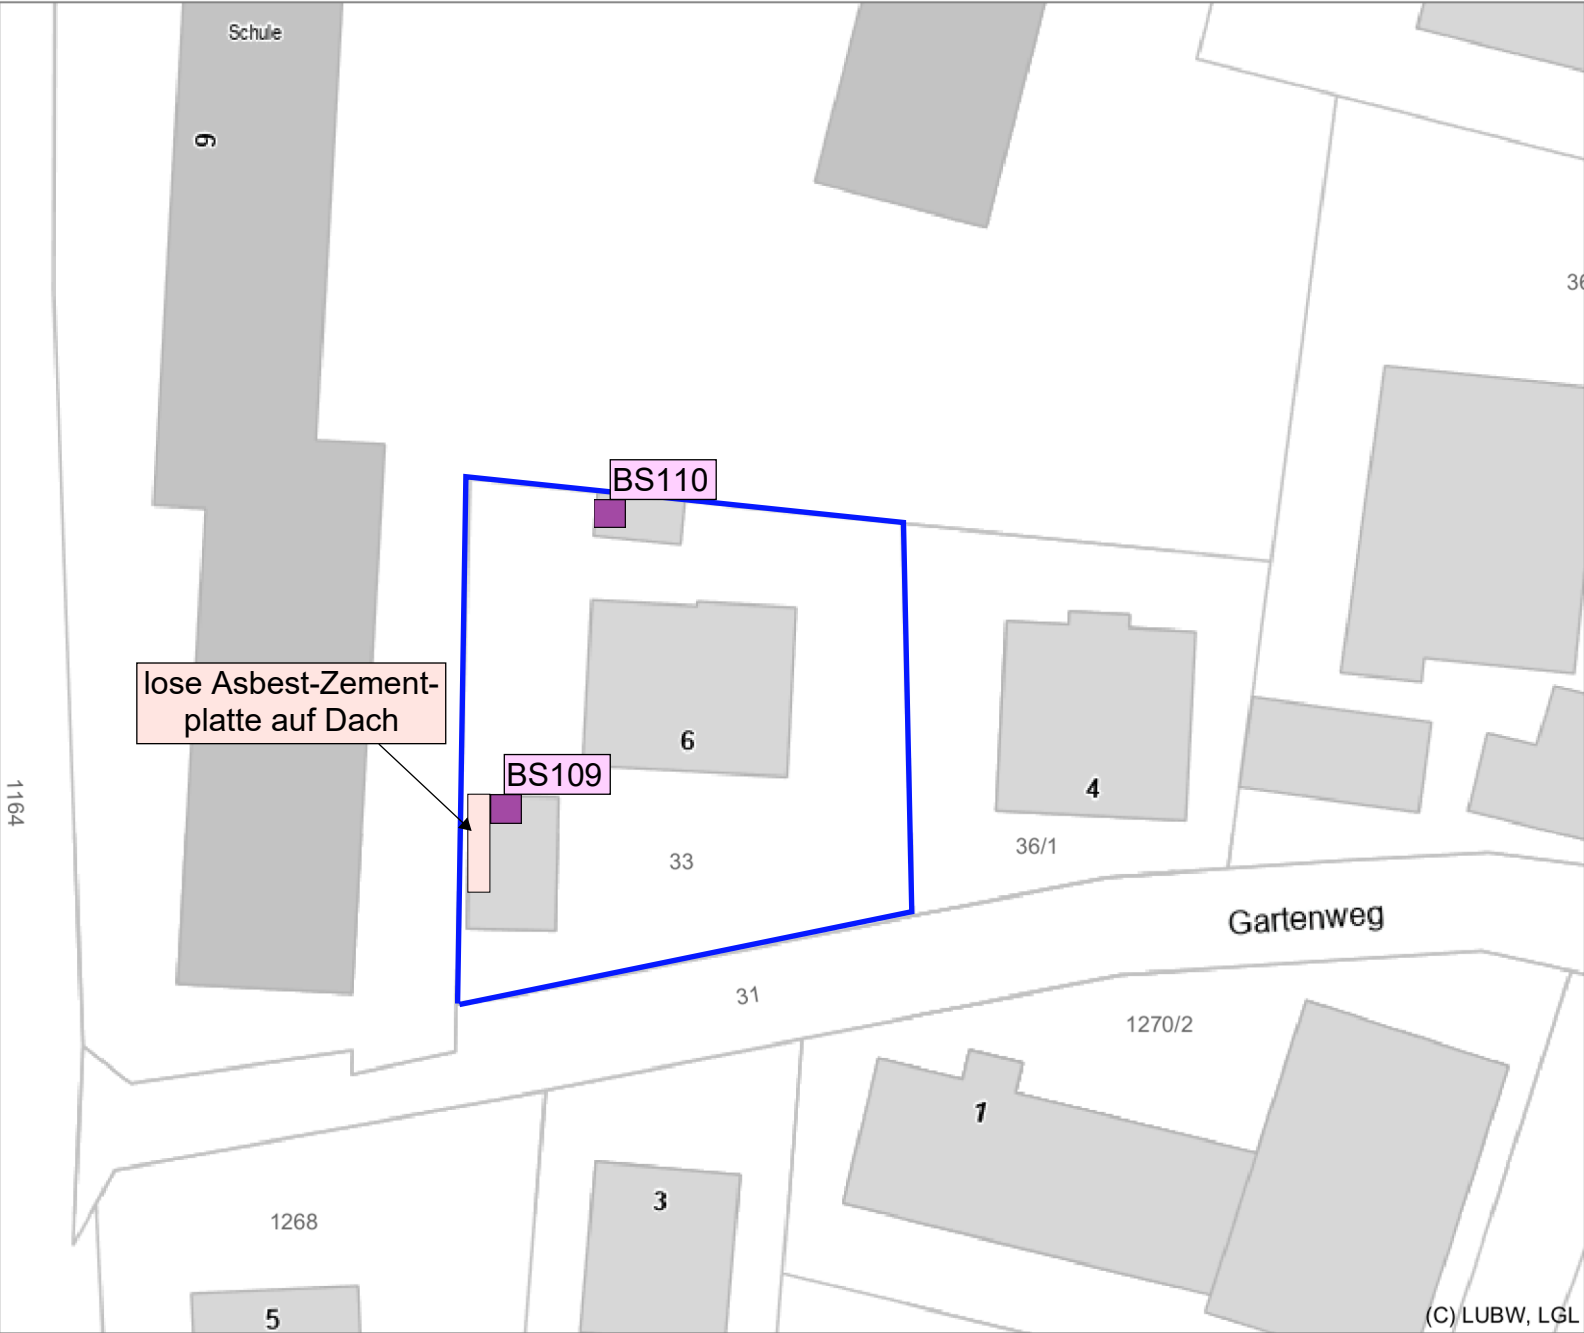 Schule
9
36
BS110
lose Asbest-Zement-
platte auf Dach
6
BS109
4
1164
33
36/1
Gartenweg
31
1270/2
1
3
1268
5
(C) LUBW, LGL